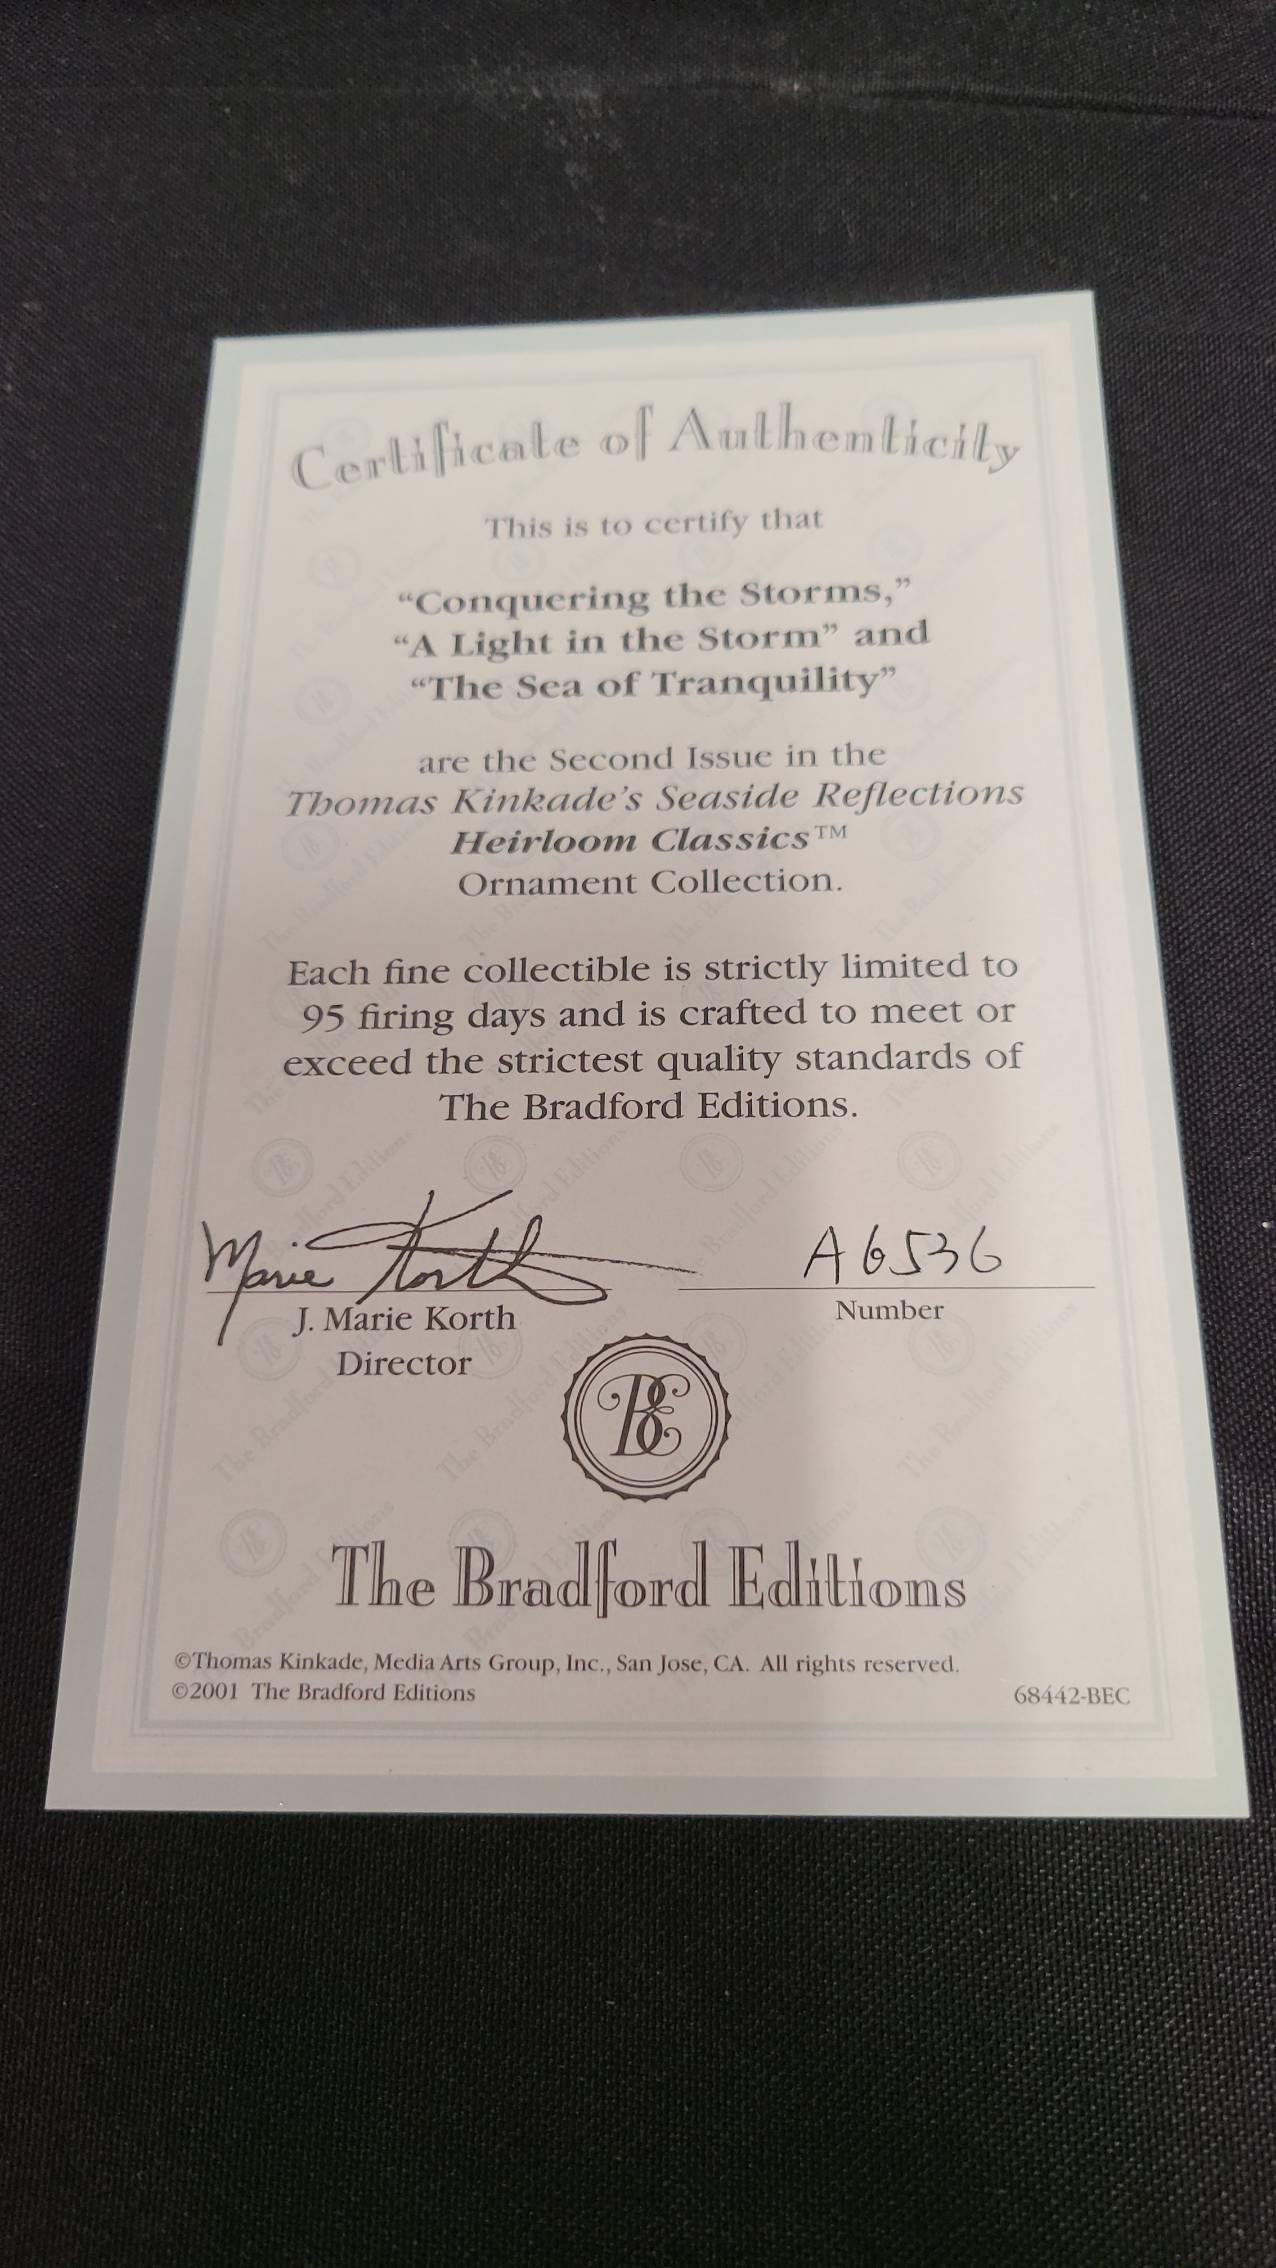 Certificate of Authenticity
This is to certify that
“Conquering the Storms,”
“A Light in the Storm” and
“The Sea of Tranquility”
are the Second Issue in the
Thomas Kinkade’s Seaside Reflections
Heirloom Classics™
Ornament Collection.
Each fine collectible is strictly limited to
95 firing days and is crafted to meet or
exceed the strictest quality standards of
The Bradford Editions.
Marie Korth
A6536
J. Marie Korth
Number
Director
BE
The Bradford Editions
©Thomas Kinkade, Media Arts Group, Inc., San Jose, CA. All rights reserved.
©2001 The Bradford Editions
68442-BEC